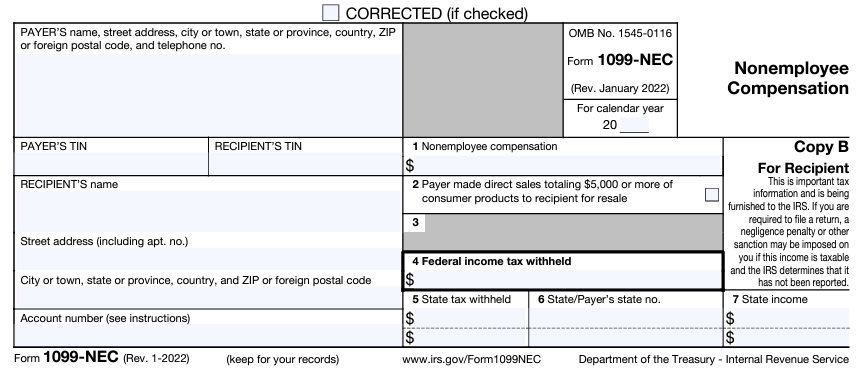 CORRECTED (if checked)
PAYER'S name, street address, city or town, state or province, country, ZIP
or foreign postal code, and telephone no.
OMB No. 1545-0116
Form 1099-NEC
(Rev. January 2022)
For calendar year
20
Nonemployee
Compensation
PAYER'S TIN
RECIPIENT'S TIN
1 Nonemployee compensation
$
Copy B
For Recipient
This is important tax
information and is being
furnished to the IRS. If you are
required to file a return, a
negligence penalty or other
sanction may be imposed on
you if this income is taxable
and the IRS determines that it
has not been reported.
RECIPIENT'S name
2 Payer made direct sales totaling $5,000 or more of
consumer products to recipient for resale
3
Street address (including apt. no.)
4 Federal income tax withheld
$
City or town, state or province, country, and ZIP or foreign postal code
5 State tax withheld
$
$
6 State/Payer's state no.
7 State income
$
$
Account number (see instructions)
Form 1099-NEC (Rev. 1-2022)
(keep for your records)
www.irs.gov/Form1099NEC
Department of the Treasury - Internal Revenue Service